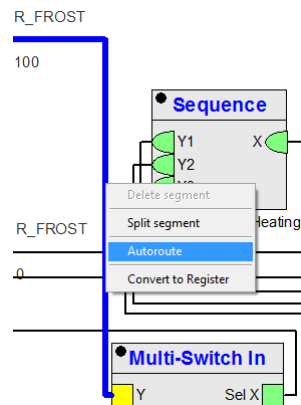 R_FROST
100
Sequence
Y1 X
Y2
Delete segment
Split segment
Heating
R_FROST
Autoroute
0
Convert to Register
Multi-Switch In
Y Sel X